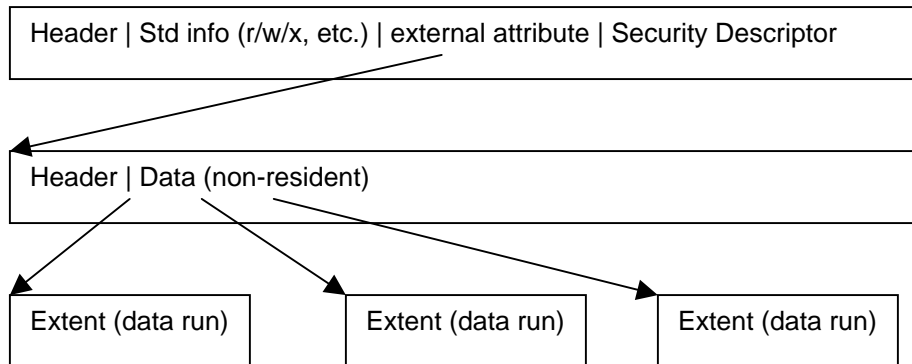 Header | Std info (r/w/x, etc.) | external attribute | Security Descriptor
Header | Data (non-resident)
Extent (data run)
Extent (data run)
Extent (data run)